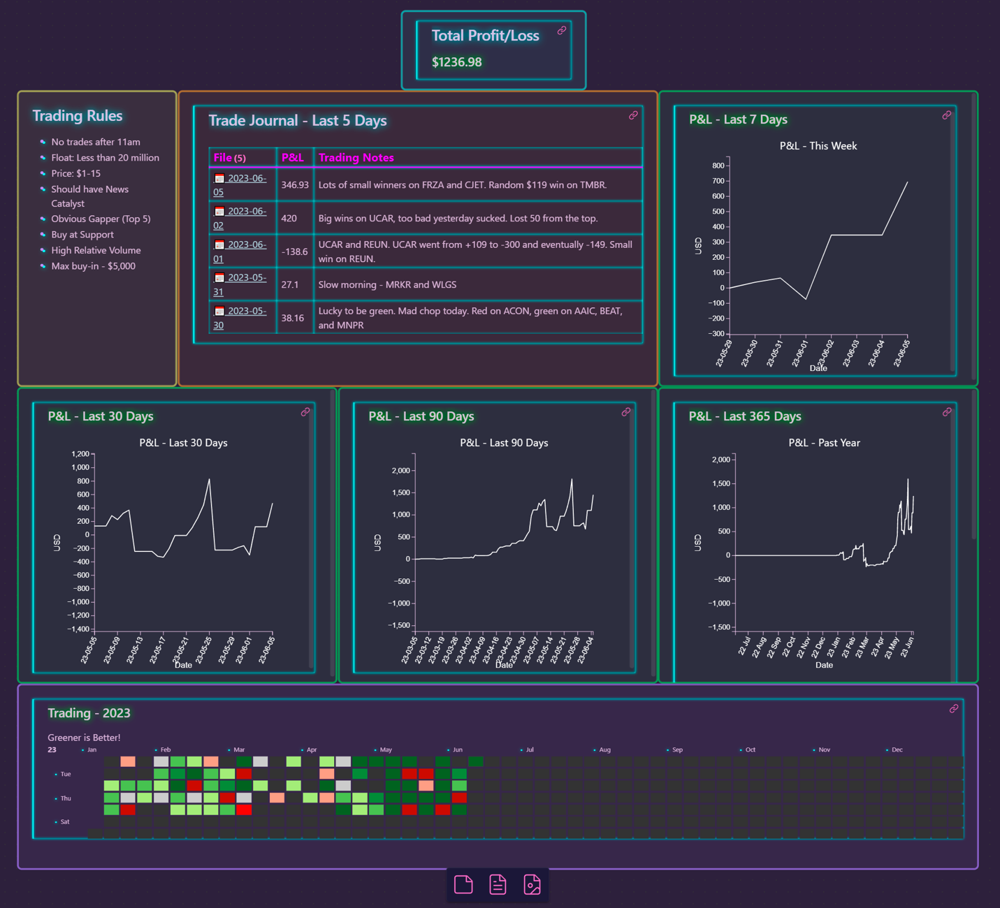 Total Profit/Loss
$1236.98
Trading Rules
No trades after 11am
Float: Less than 20 million
Price: $1-15
Should have News
Catalyst
Obvious Gapper (Top 5)
Buy at Support
High Relative Volume
Max buy-in - $5,000
Trade Journal - Last 5 Days
File (5) P&L Trading Notes
2023-06-
05
346.93 Lots of small winners on FRZA and CJET. Random $119 win on TMBR.
2023-06-
02
420 Big wins on UCAR, too bad yesterday sucked. Lost 50 from the top.
2023-06-
01
-138.6 UCAR and REUN. UCAR went from +109 to -300 and eventually -149. Small
win on REUN.
2023-05-
31
27.1 Slow morning - MRKR and WLGS
2023-05-
30
38.16 Lucky to be green. Mad chop today. Red on ACON, green on AAIC, BEAT,
and MNPR
P&L - Last 7 Days
P&L - This Week
800
700
600
500
400
300
200
100
0
−100
−200
−300
USD
23-05-29 23-05-30 23-05-31 23-06-01 23-06-02 23-06-03 23-06-04 23-06-05
Date
P&L - Last 30 Days
P&L - Last 30 Days
1,200
1,000
800
600
400
200
0
−200
−400
−600
−800
−1,000
−1,200
−1,400
USD
23-05-05 23-05-09 23-05-13 23-05-17 23-05-21 23-05-25 23-05-29 23-06-01 23-06-05
Date
P&L - Last 90 Days
P&L - Last 90 Days
2,000
1,500
1,000
500
0
−500
−1,000
−1,500
USD
23-03-05 23-03-12 23-03-19 23-03-26 23-04-02 23-04-09 23-04-16 23-04-23 23-04-30 23-05-07 23-05-14 23-05-21 23-05-28 23-06-04
Date
P&L - Last 365 Days
P&L - Past Year
2,000
1,500
1,000
500
0
−500
−1,000
−1,500
USD
22 Jul 22 Aug 22 Sep 22 Oct 22 Nov 22 Dec 23 Jan 23 Feb 23 Mar 23 Apr 23 May 23 Jun
Date
Trading - 2023
Greener is Better!
23 Jan Feb Mar Apr May Jun Jul Aug Sep Oct Nov Dec
Tue
Thu
Sat